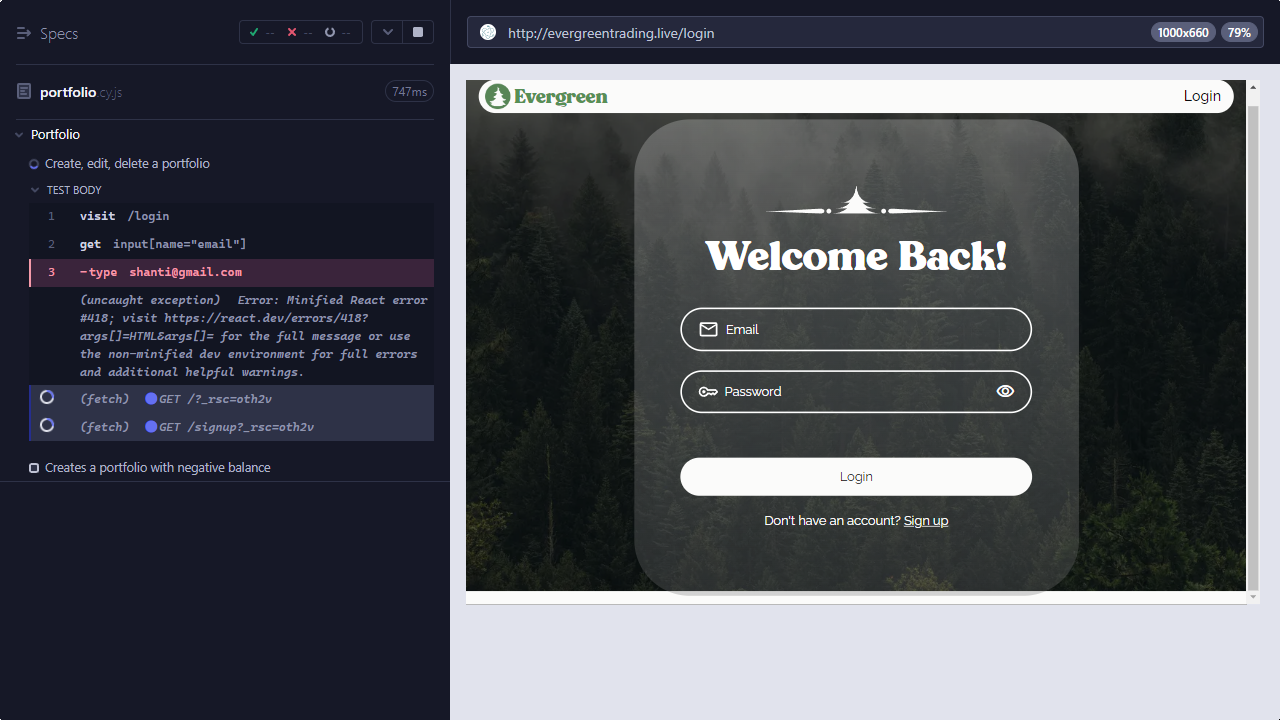 Specs
--
--
--
portfolio.cy.js
747ms
Portfolio
Create, edit, delete a portfolio
TEST BODY
1 visit /login
2 get input[name="email"]
3 -type shanti@gmail.com
(uncaught exception) Error: Minified React error
#418; visit https://react.dev/errors/418?
args[]=HTML&args[]= for the full message or use
the non-minified dev environment for full errors
and additional helpful warnings.
(fetch) GET /?_rsc=oth2v
(fetch) GET /signup?_rsc=oth2v
Creates a portfolio with negative balance
http://evergreentrading.live/login
1000x660
79%
Evergreen
Login
Welcome Back!
Email
Password
Login
Don't have an account? Sign up